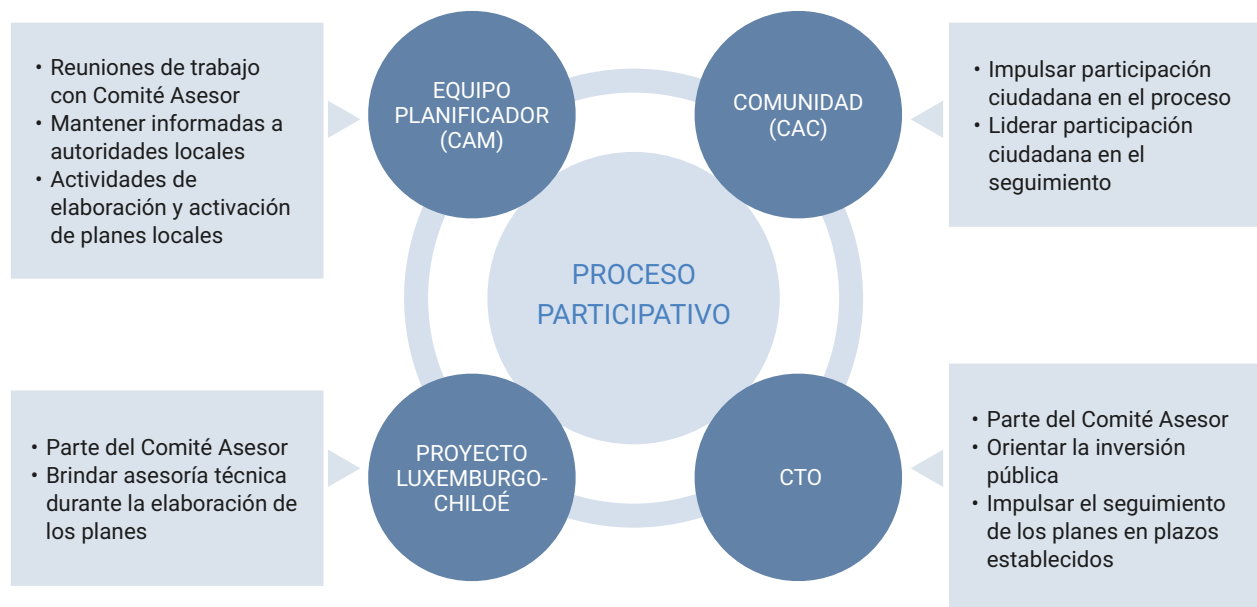 • Reuniones de trabajo
con Comité Asesor
• Mantener informadas a
autoridades locales
• Actividades de
elaboración y activación
de planes locales
EQUIPO
PLANIFICADOR
(CAM)
COMUNIDAD
(CAC)
• Impulsar participación
ciudadana en el proceso
• Liderar participación
ciudadana en el
seguimiento
PROCESO
PARTICIPATIVO
• Parte del Comité Asesor
• Brindar asesoría técnica
durante la elaboración de
los planes
PROYECTO
LUXEMBURGO-
CHILOÉ
CTO
• Parte del Comité Asesor
• Orientar la inversión
pública
• Impulsar el seguimiento
de los planes en plazos
establecidos